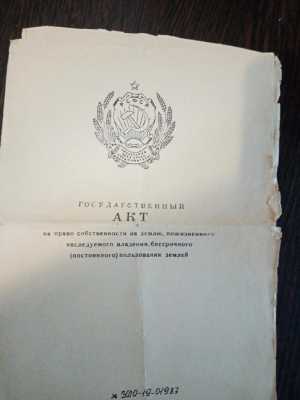 ГОСУДАРСТВЕННЫЙ
АКТ
на право собственности на землю, пожизненного
наследуемого владения, бессрочного
(постоянного) пользования землей